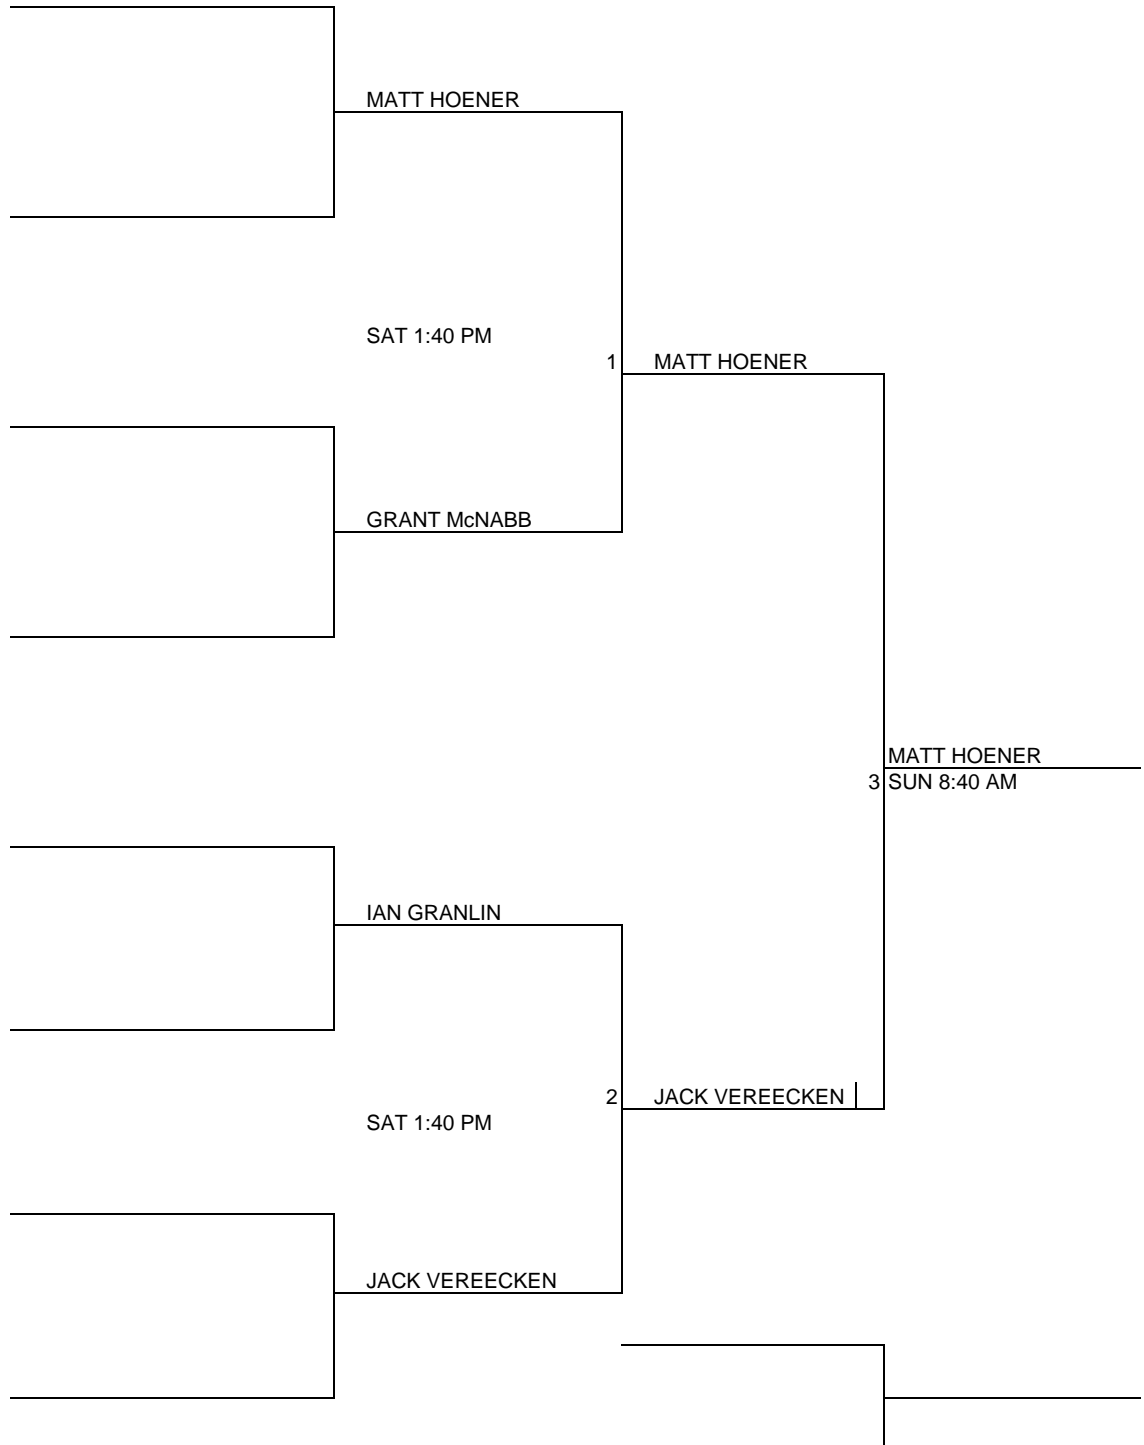 MATT HOENER
SAT 1:40 PM
1 MATT HOENER
GRANT McNABB
MATT HOENER
3 SUN 8:40 AM
IAN GRANLIN
2 JACK VEREECKEN
SAT 1:40 PM
JACK VEREECKEN